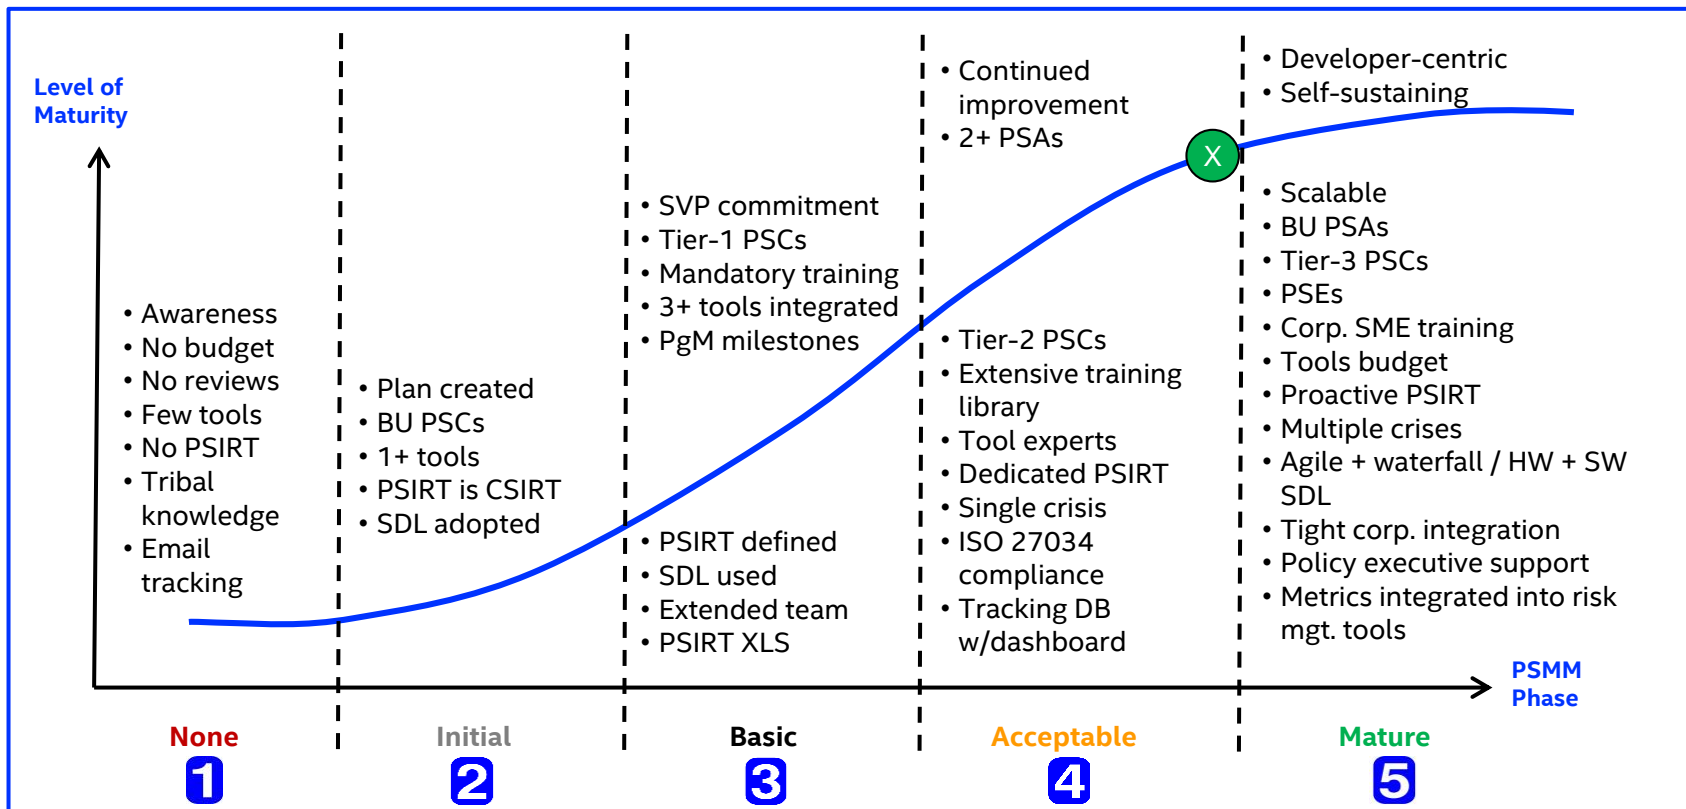 Level of
Maturity
• Awareness
• No budget
• No reviews
• Few tools
• No PSIRT
• Tribal
knowledge
• Email
tracking
• Plan created
• BU PSCs
• 1+ tools
• PSIRT is CSIRT
• SDL adopted
• SVP commitment
• Tier-1 PSCs
• Mandatory training
• 3+ tools integrated
• PgM milestones
• PSIRT defined
• SDL used
• Extended team
• PSIRT XLS
• Continued
improvement
• 2+ PSAs
• Tier-2 PSCs
• Extensive training
library
• Tool experts
• Dedicated PSIRT
• Single crisis
• ISO 27034
compliance
• Tracking DB
w/dashboard
X
• Developer-centric
• Self-sustaining
• Scalable
• BU PSAs
• Tier-3 PSCs
• PSEs
• Corp. SME training
• Tools budget
• Proactive PSIRT
• Multiple crises
• Agile + waterfall / HW + SW
SDL
• Tight corp. integration
• Policy executive support
• Metrics integrated into risk
mgt. tools
PSMM
Phase
None
1
Initial
2
Basic
3
Acceptable
4
Mature
5